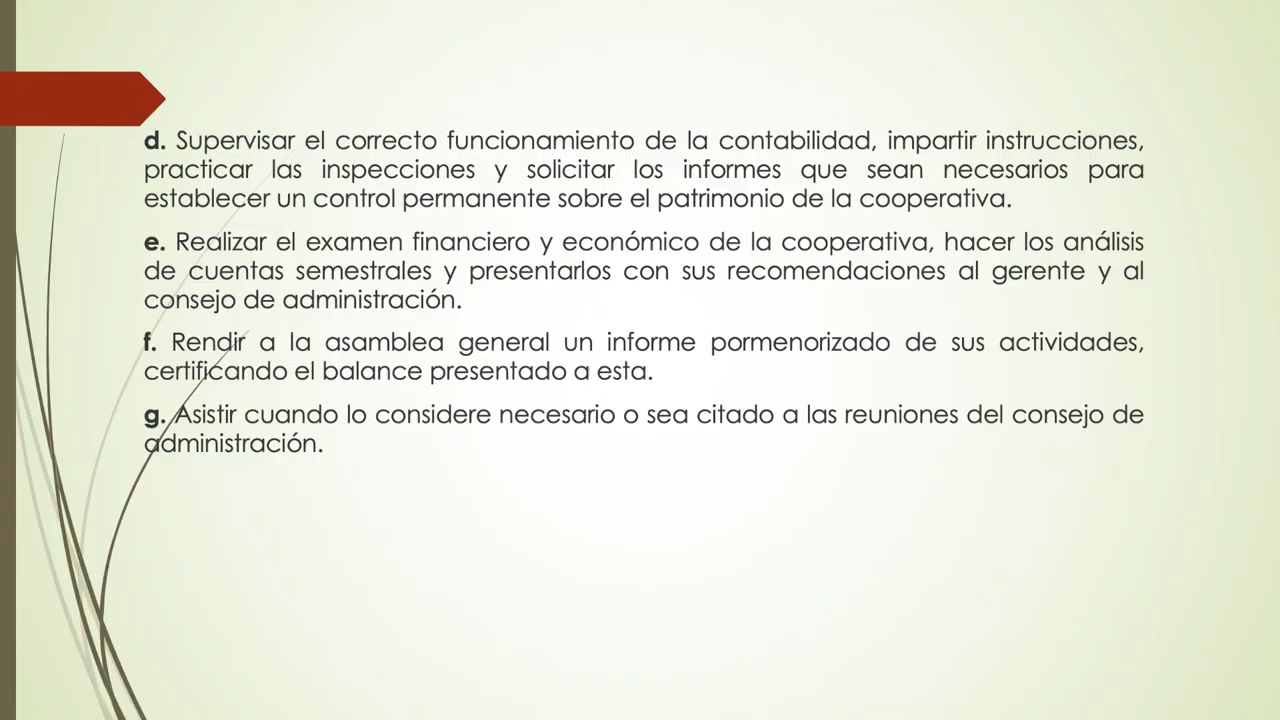 d. Supervisar el correcto funcionamiento de la contabilidad, impartir instrucciones,
practicar las inspecciones y solicitar los informes que sean necesarios para
establecer un control permanente sobre el patrimonio de la cooperativa.
e. Realizar el examen financiero y económico de la cooperativa, hacer los análisis
de cuentas semestrales y presentarlos con sus recomendaciones al gerente y al
consejo de administración.
f. Rendir a la asamblea general un informe pormenorizado de sus actividades,
certificando el balance presentado a esta.
g. Asistir cuando lo considere necesario o sea citado a las reuniones del consejo de
administración.